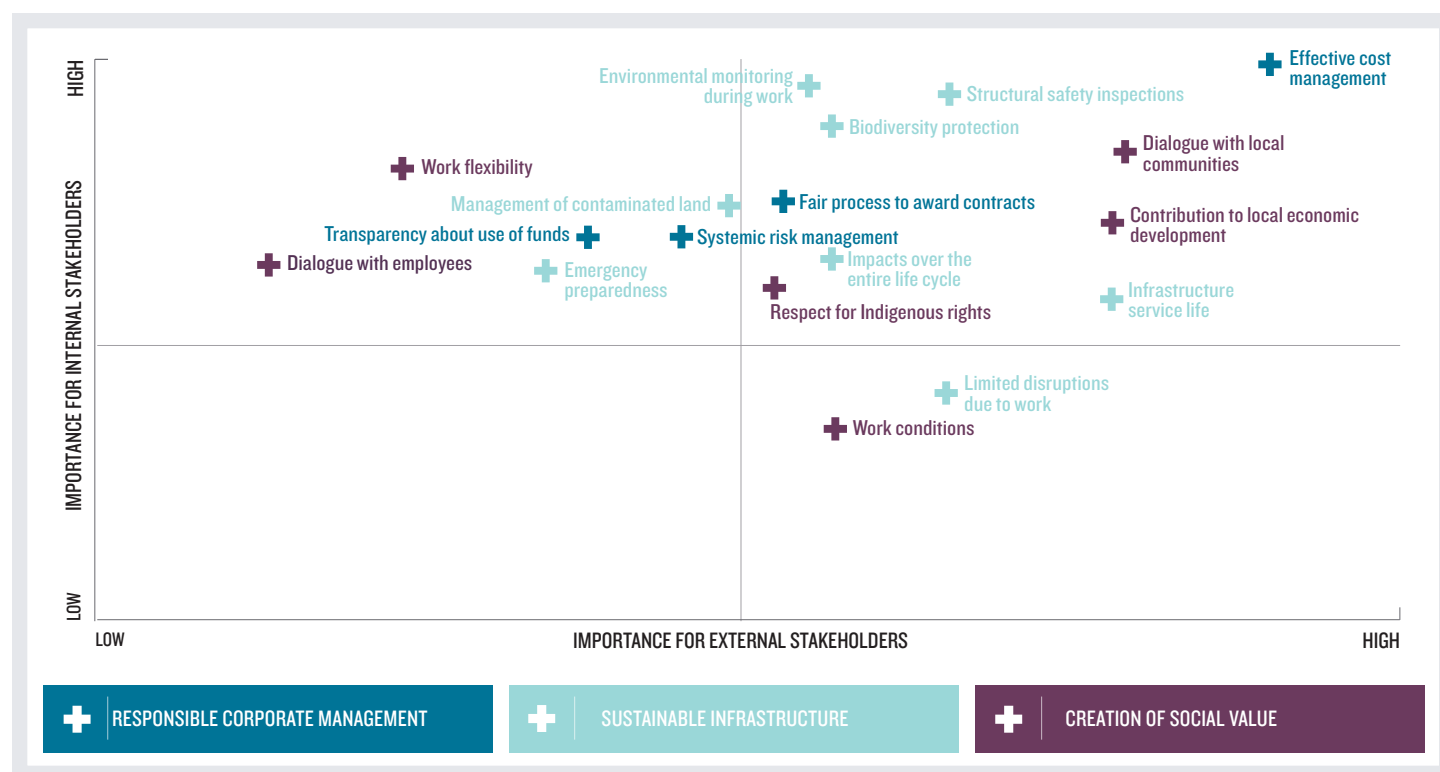 HIGH
IMPORTANCE FOR INTERNAL STAKEHOLDERS
LOW
Effective cost
management
Environmental monitoring
during work
Structural safety inspections
Biodiversity protection
Dialogue with local
communities
Work flexibility
Management of contaminated land
Fair process to award contracts
Contribution to local economic
development
Transparency about use of funds
Systemic risk management
Dialogue with employees
Emergency
preparedness
Impacts over the
entire life cycle
Infrastructure
service life
Respect for Indigenous rights
Limited disruptions
due to work
Work conditions
LOW
IMPORTANCE FOR EXTERNAL STAKEHOLDERS
HIGH
RESPONSIBLE CORPORATE MANAGEMENT
SUSTAINABLE INFRASTRUCTURE
CREATION OF SOCIAL VALUE